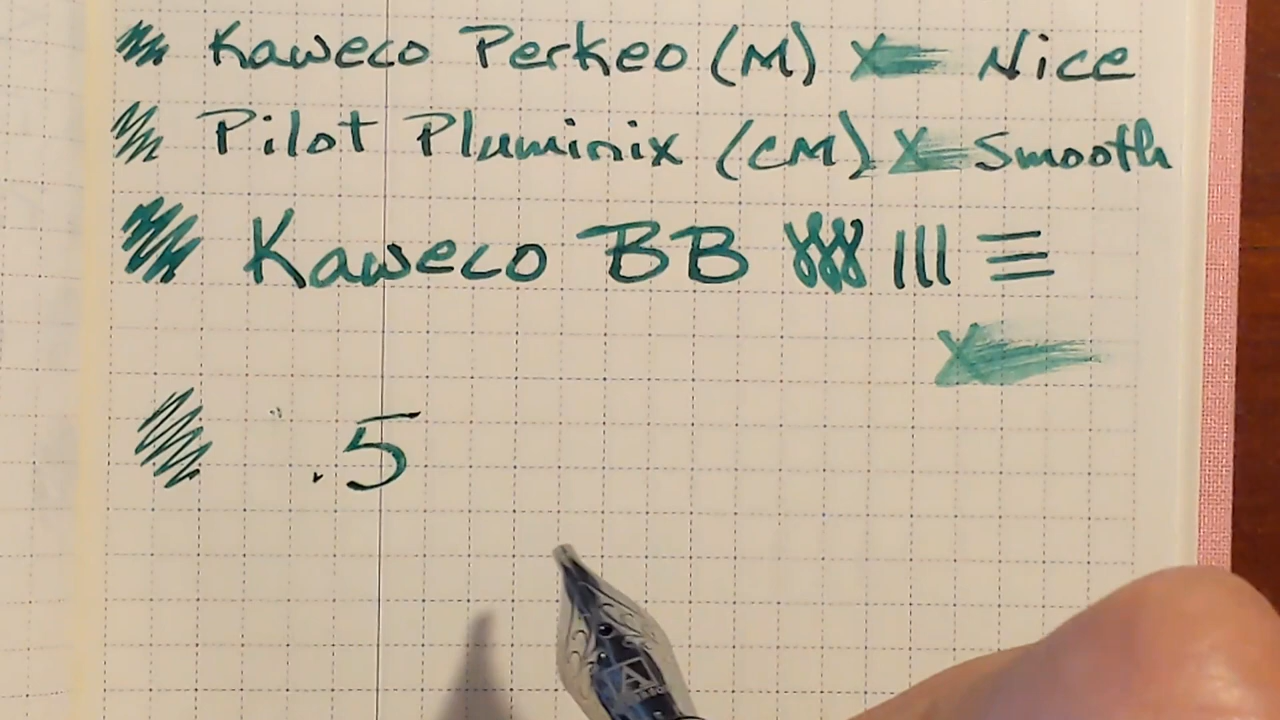 Kaweco Perkeo (M) X Nice
Pilot Pluminix (CM) X Smooth
Kaweco BB
X
.5
A